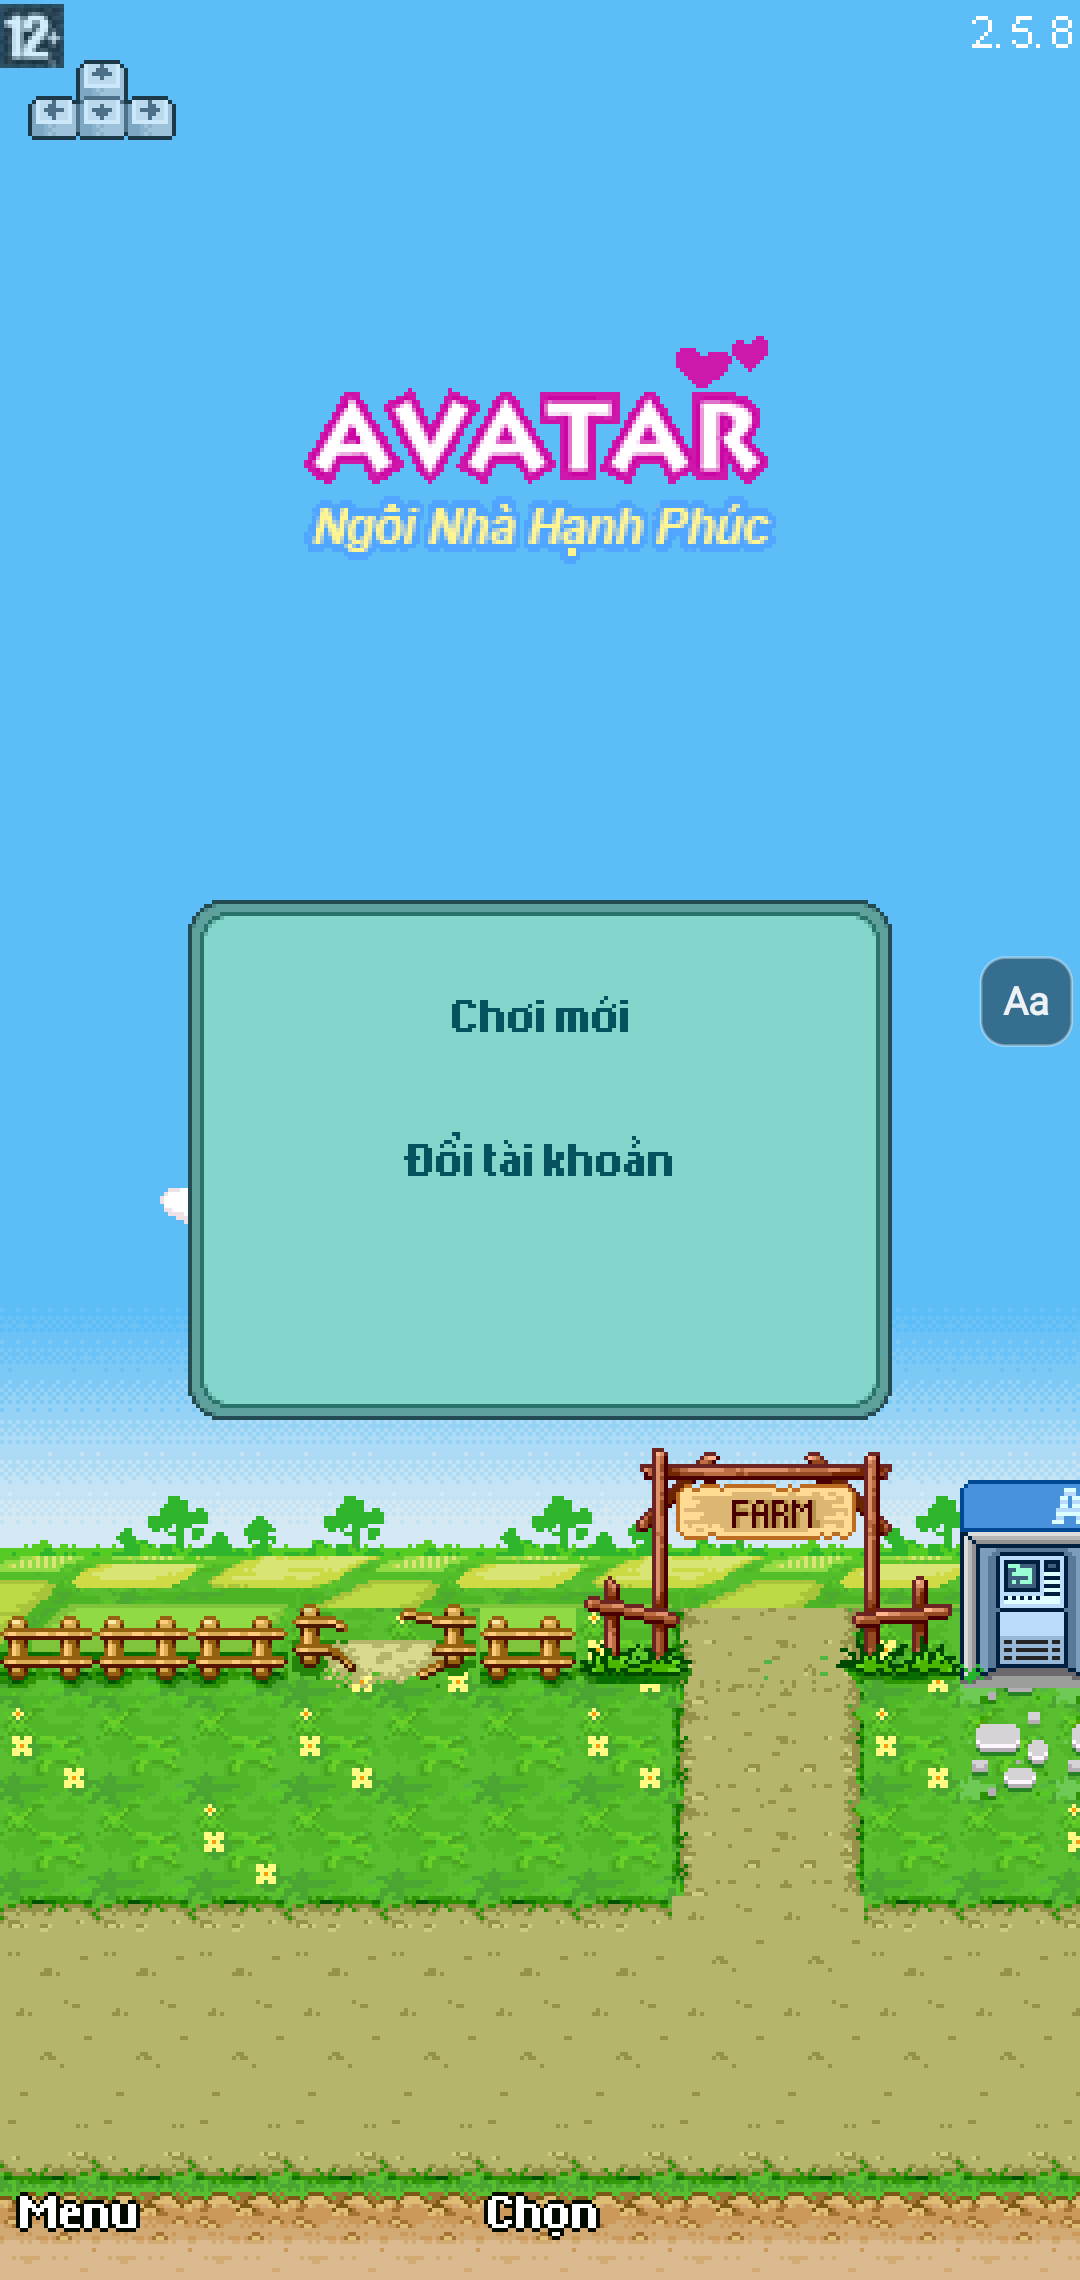 12+
2.5.8
AVATAR
Ngôi Nhà Hạnh Phúc
Chơi mới
Aa
Đổi tài khoản
FARM
Menu
Chọn